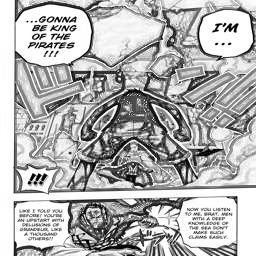 I'M
...
...GONNA
BE KING
OF THE
PIRATES
!!!
!!!
LIKE I TOLD YOU
BEFORE! YOU'RE
AN UPSTART WITH
DELUSIONS OF
GRANDEUR, LIKE
A THOUSAND
OTHERS!!
NOW YOU LISTEN
TO ME, BRAT. MEN
WITH A DEEP
KNOWLEDGE OF
THE SEA DON'T
MAKE SUCH
CLAIMS EASILY.